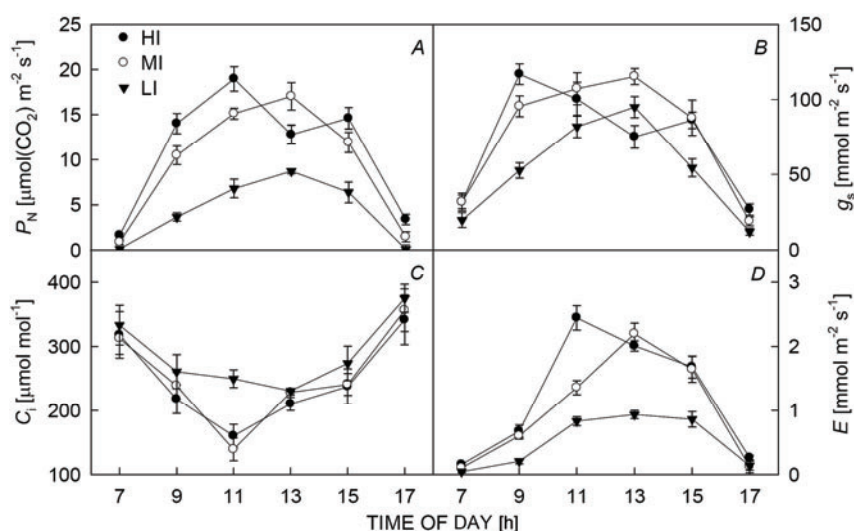 A
HI
MI
LI
25
20
15
10
5
0
P_N [µmol(CO₂) m⁻² s⁻¹]
B
150
100
50
0
g_s [mmol m⁻² s⁻¹]
C
400
300
200
100
C_i [µmol mol⁻¹]
D
3
2
1
0
E [mmol m⁻² s⁻¹]
7 9 11 13 15 17 7 9 11 13 15 17
TIME OF DAY [h]